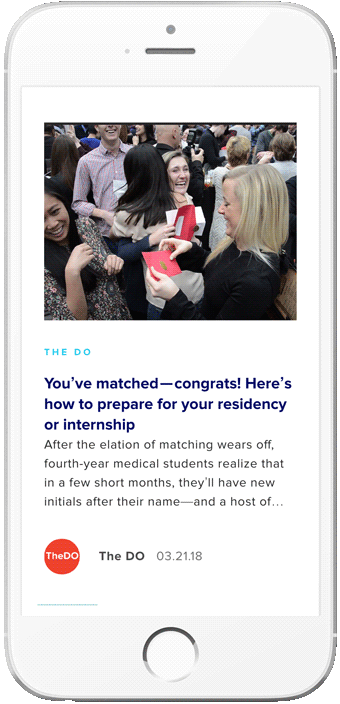 THE DO
You’ve matched—congrats! Here’s
how to prepare for your residency
or internship
After the elation of matching wears off,
fourth-year medical students realize that
in a few short months, they’ll have new
initials after their name—and a host of…
TheDO
The DO 03.21.18